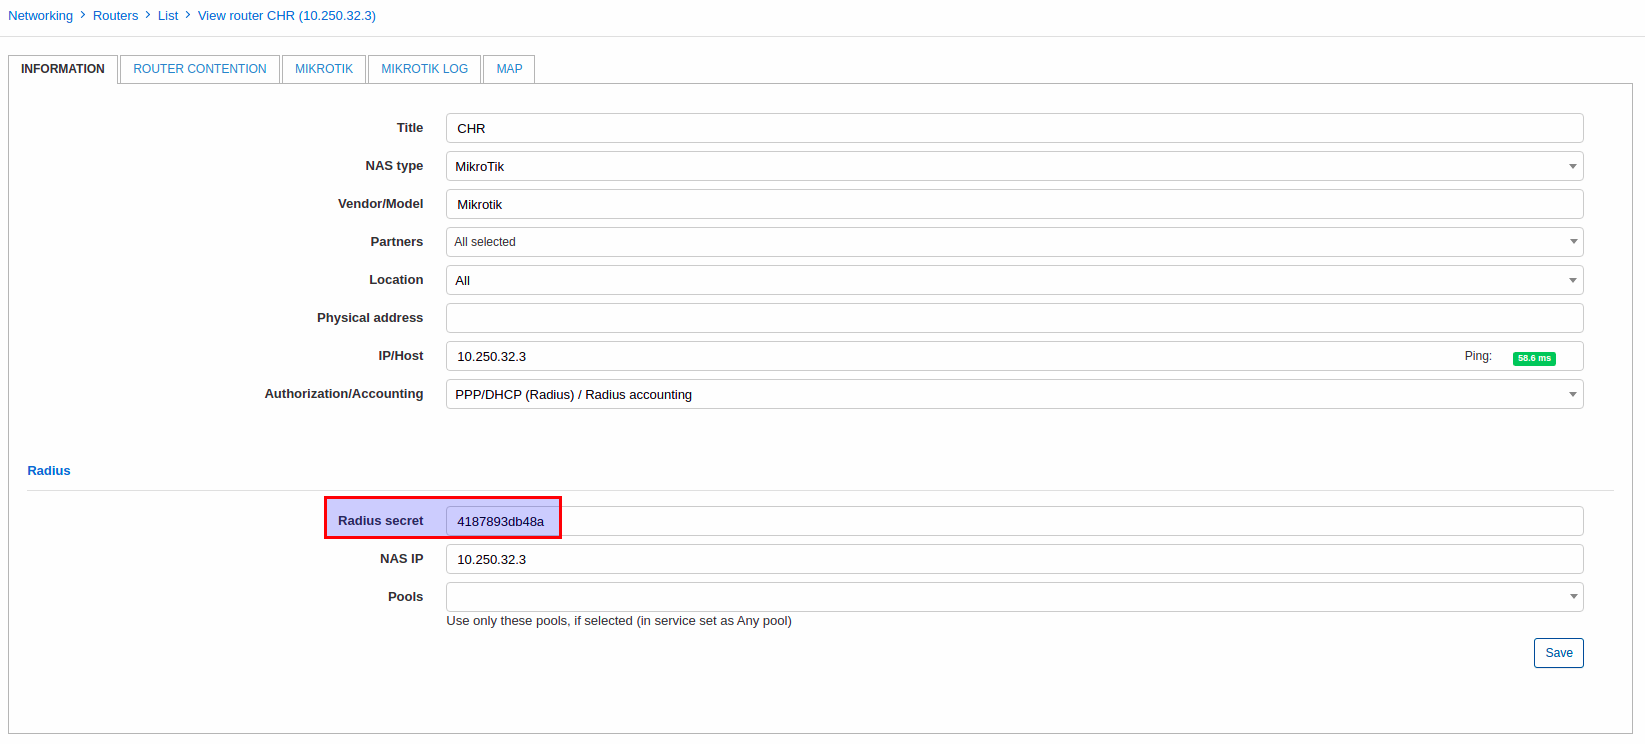 Networking > Routers > List > View router CHR (10.250.32.3)
INFORMATION ROUTER CONTENTION MIKROTIK MIKROTIK LOG MAP
Title CHR
NAS type MikroTik
Vendor/Model Mikrotik
Partners All selected
Location All
Physical address
IP/Host 10.250.32.3 Ping: 58.6 ms
Authorization/Accounting PPP/DHCP (Radius) / Radius accounting
Radius
Radius secret 4187893db48a
NAS IP 10.250.32.3
Pools
Use only these pools, if selected (in service set as Any pool)
Save